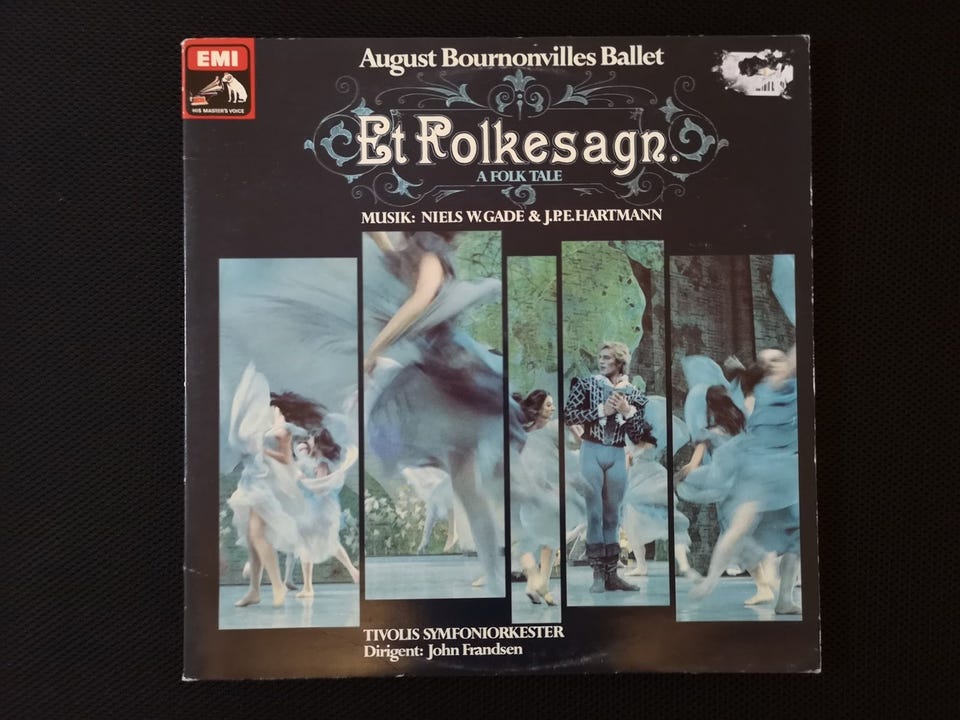 EMI
HIS MASTER'S VOICE
August Bournonvilles Ballet
Et Folkesagn.
A FOLK TALE
MUSIK: NIELS W. GADE & J.P.E. HARTMANN
TIVOLIS SYMFONIORKESTER
Dirigent: John Frandsen